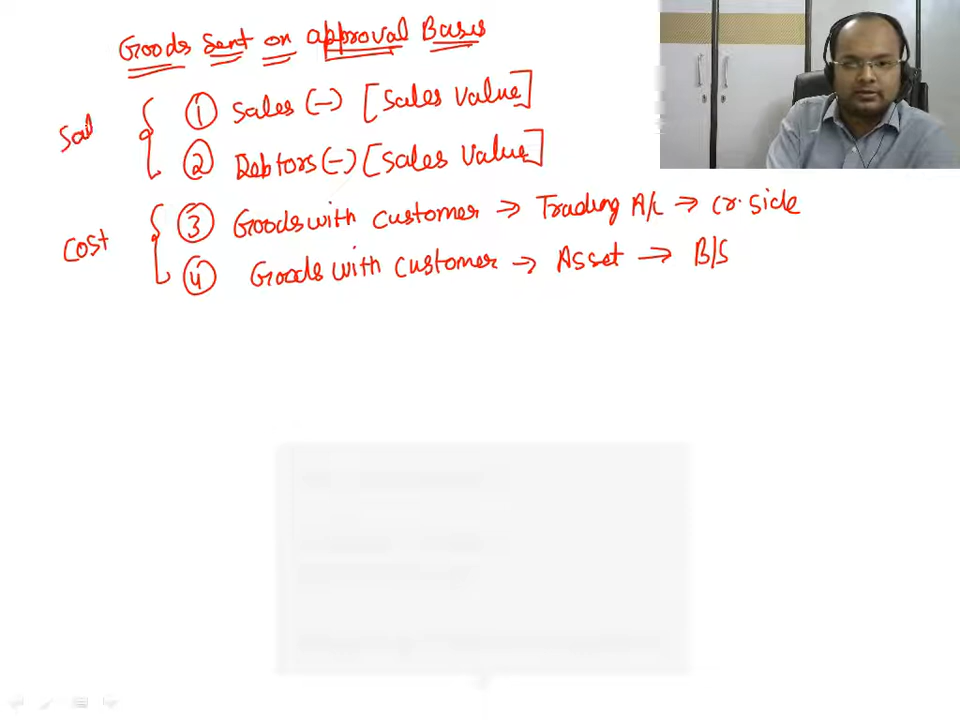 Goods Sent on approval Basis
① Sales (-) [Sales Value]
② Debtors (-) [Sales Value]
③ Goods with customer → Trading A/c → Cr. Side
Cost
④ Goods with customer → Asset → B/S